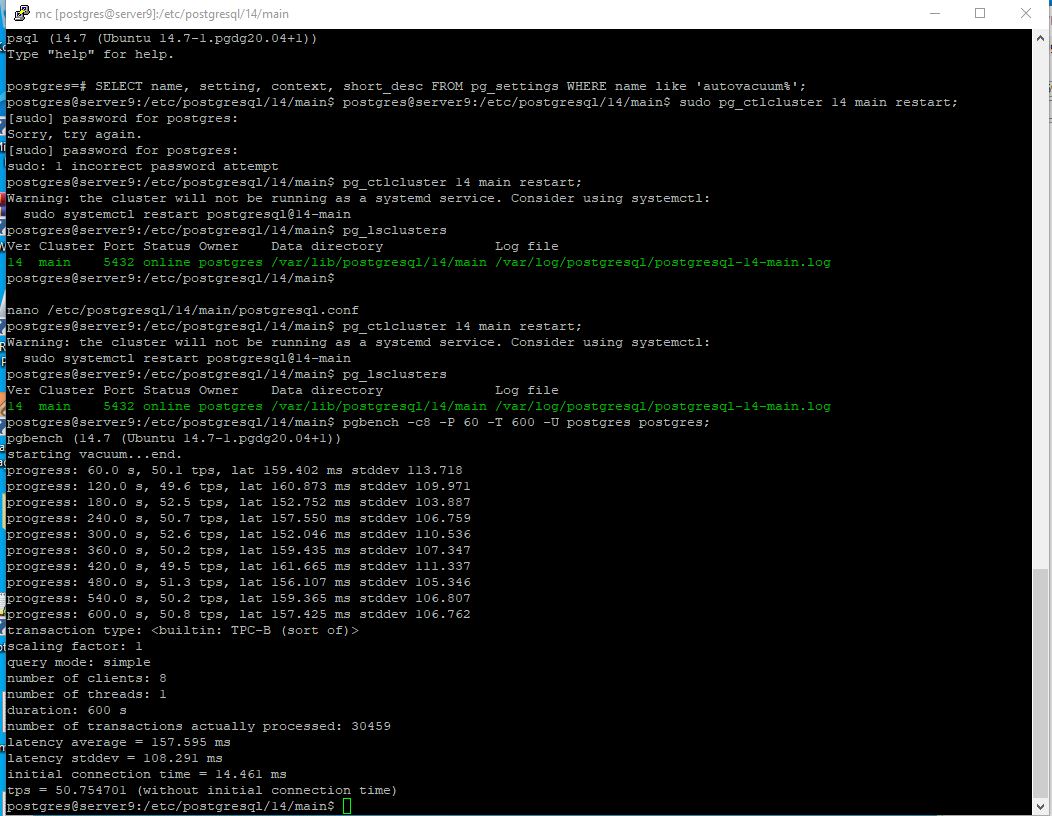 mc [postgres@server9]:/etc/postgresql/14/main
psql (14.7 (Ubuntu 14.7-1.pgdg20.04+1))
Type "help" for help.
postgres=# SELECT name, setting, context, short_desc FROM pg_settings WHERE name like 'autovacuum%';
postgres@server9:/etc/postgresql/14/main$ postgres@server9:/etc/postgresql/14/main$ sudo pg_ctlcluster 14 main restart;
[sudo] password for postgres:
Sorry, try again.
[sudo] password for postgres:
sudo: 1 incorrect password attempt
postgres@server9:/etc/postgresql/14/main$ pg_ctlcluster 14 main restart;
Warning: the cluster will not be running as a systemd service. Consider using systemctl:
  sudo systemctl restart postgresql@14-main
postgres@server9:/etc/postgresql/14/main$ pg_lsclusters
Ver Cluster Port Status Owner    Data directory              Log file
14  main    5432 online postgres /var/lib/postgresql/14/main /var/log/postgresql/postgresql-14-main.log
postgres@server9:/etc/postgresql/14/main$
nano /etc/postgresql/14/main/postgresql.conf
postgres@server9:/etc/postgresql/14/main$ pg_ctlcluster 14 main restart;
Warning: the cluster will not be running as a systemd service. Consider using systemctl:
  sudo systemctl restart postgresql@14-main
postgres@server9:/etc/postgresql/14/main$ pg_lsclusters
Ver Cluster Port Status Owner    Data directory              Log file
14  main    5432 online postgres /var/lib/postgresql/14/main /var/log/postgresql/postgresql-14-main.log
postgres@server9:/etc/postgresql/14/main$ pgbench -c8 -P 60 -T 600 -U postgres postgres;
pgbench (14.7 (Ubuntu 14.7-1.pgdg20.04+1))
starting vacuum...end.
progress: 60.0 s, 50.1 tps, lat 159.402 ms stddev 113.718
progress: 120.0 s, 49.6 tps, lat 160.873 ms stddev 109.971
progress: 180.0 s, 52.5 tps, lat 152.752 ms stddev 103.887
progress: 240.0 s, 50.7 tps, lat 157.550 ms stddev 106.759
progress: 300.0 s, 52.6 tps, lat 152.046 ms stddev 110.536
progress: 360.0 s, 50.2 tps, lat 159.435 ms stddev 107.347
progress: 420.0 s, 49.5 tps, lat 161.665 ms stddev 111.337
progress: 480.0 s, 51.3 tps, lat 156.107 ms stddev 105.346
progress: 540.0 s, 50.2 tps, lat 159.365 ms stddev 106.807
progress: 600.0 s, 50.8 tps, lat 157.425 ms stddev 106.762
transaction type: <builtin: TPC-B (sort of)>
scaling factor: 1
query mode: simple
number of clients: 8
number of threads: 1
duration: 600 s
number of transactions actually processed: 30459
latency average = 157.595 ms
latency stddev = 108.291 ms
initial connection time = 14.461 ms
tps = 50.754701 (without initial connection time)
postgres@server9:/etc/postgresql/14/main$